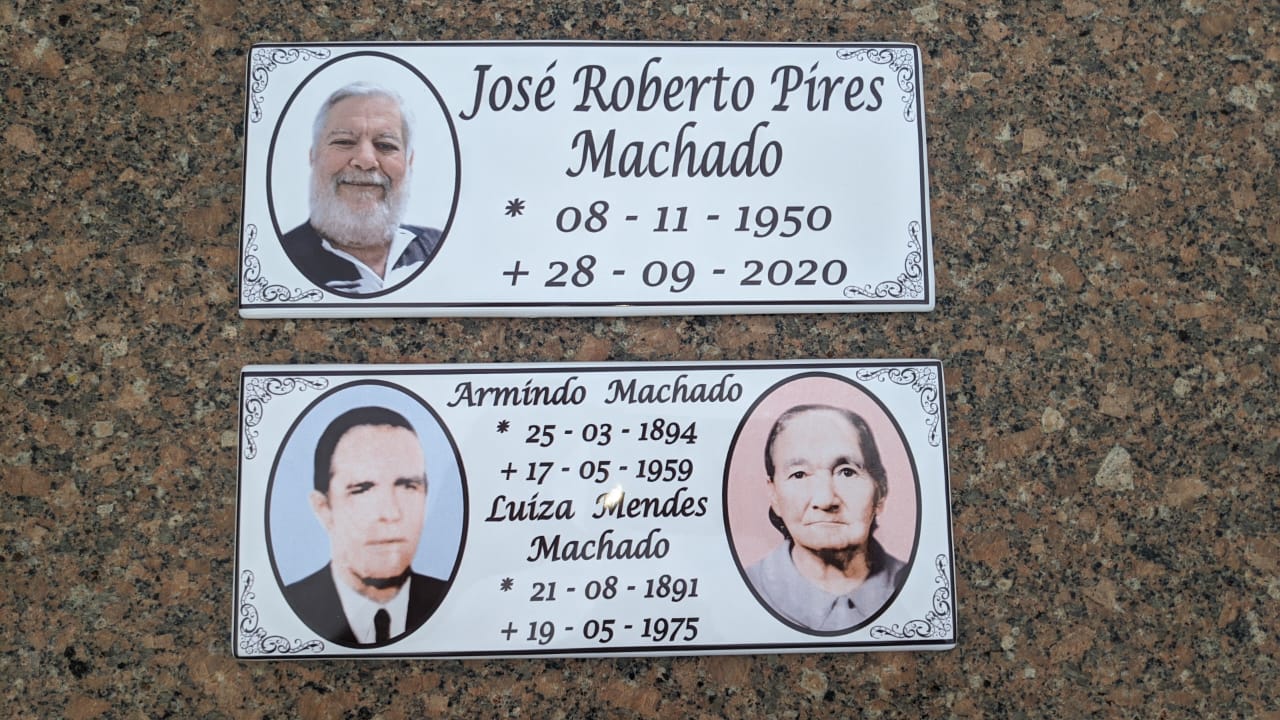 José Roberto Pires
Machado
* 08 - 11 - 1950
+ 28 - 09 - 2020
Armindo Machado
* 25 - 03 - 1894
+ 17 - 05 - 1959
Luíza Mendes
Machado
* 21 - 08 - 1891
+ 19 - 05 - 1975